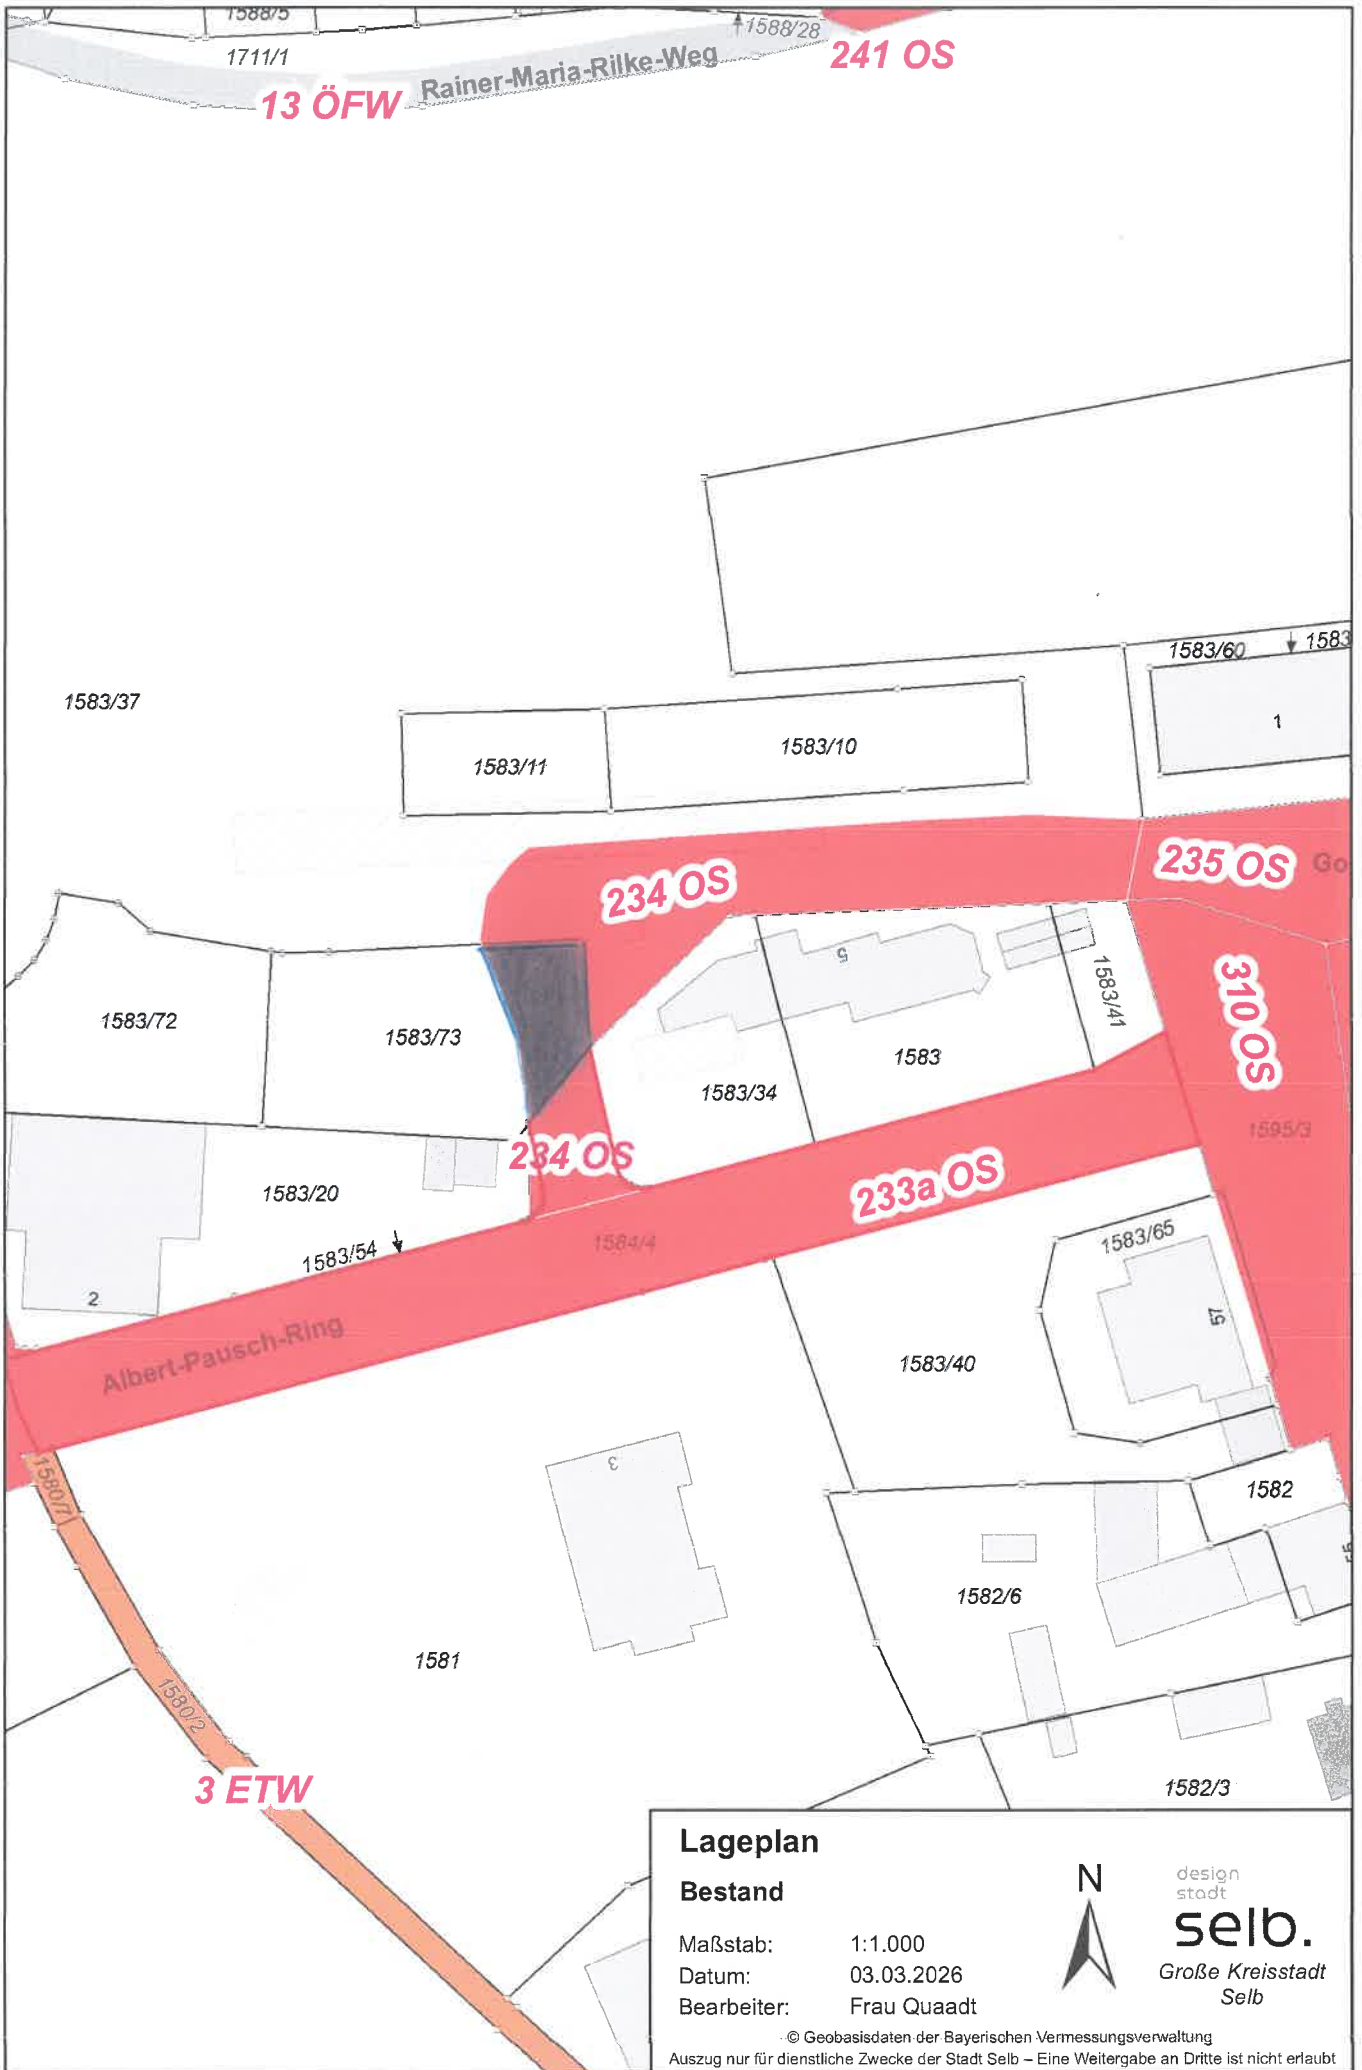 1588/5
1588/28
1711/1
Rainer-Maria-Rilke-Weg
241 OS
13 ÖFW
1583/60
1583
1583/37
1
1583/10
1583/11
234 OS
235 OS
Go
5
1583/41
310 OS
1583/72
1583/73
1583
1583/34
1595/3
234 OS
233a OS
1583/20
1583/54
1584/4
1583/65
2
57
Albert-Pausch-Ring
1583/40
3
1580/7
1582
55
1582/6
1581
1580/2
3 ETW
1582/3
Lageplan
Bestand
Maßstab: 1:1.000
Datum: 03.03.2026
Bearbeiter: Frau Quaadt
N
design
stadt
selb.
Große Kreisstadt
Selb
© Geobasisdaten der Bayerischen Vermessungsverwaltung
Auszug nur für dienstliche Zwecke der Stadt Selb – Eine Weitergabe an Dritte ist nicht erlaubt